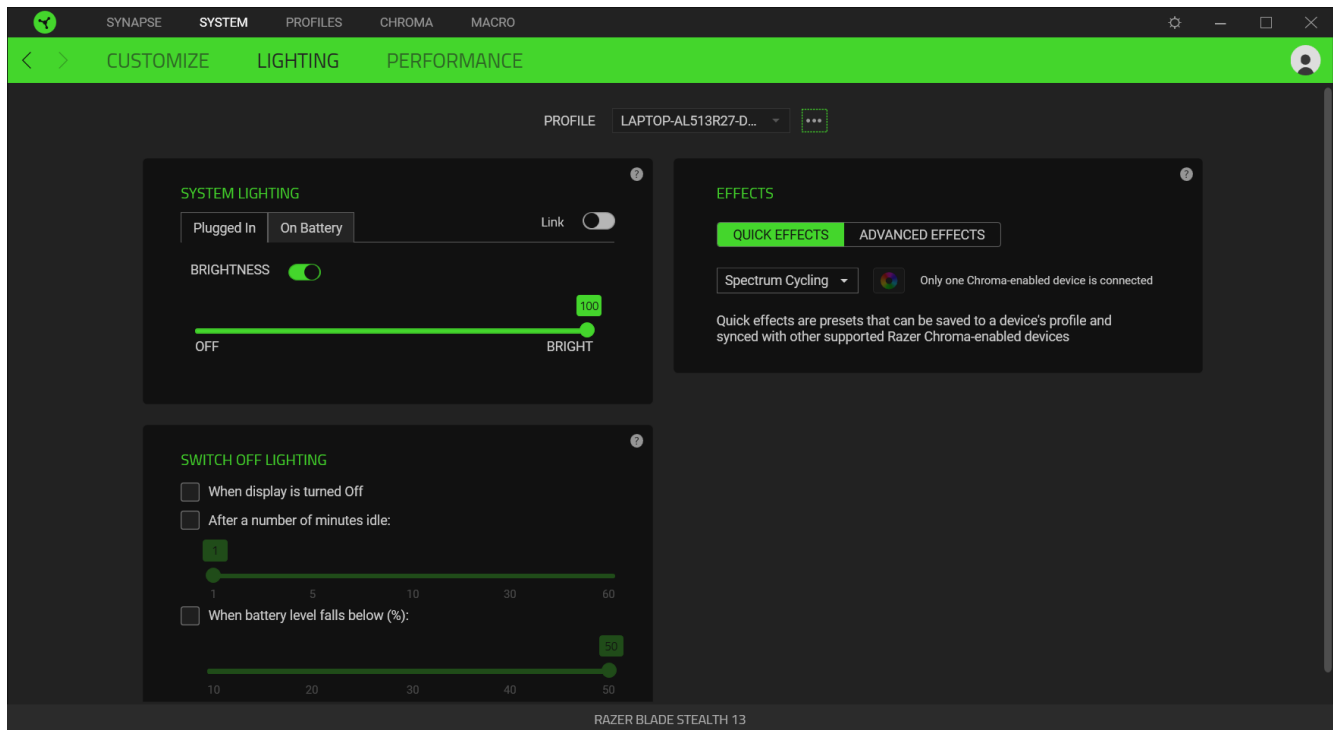 SYNAPSE SYSTEM PROFILES CHROMA MACRO
CUSTOMIZE LIGHTING PERFORMANCE
PROFILE LAPTOP-AL513R27-D... •••
SYSTEM LIGHTING
Plugged In On Battery Link
BRIGHTNESS
100
OFF BRIGHT
EFFECTS
QUICK EFFECTS ADVANCED EFFECTS
Spectrum Cycling Only one Chroma-enabled device is connected
Quick effects are presets that can be saved to a device's profile and
synced with other supported Razer Chroma-enabled devices
SWITCH OFF LIGHTING
When display is turned Off
After a number of minutes idle:
1
1 5 10 30 60
When battery level falls below (%):
50
10 20 30 40 50
RAZER BLADE STEALTH 13